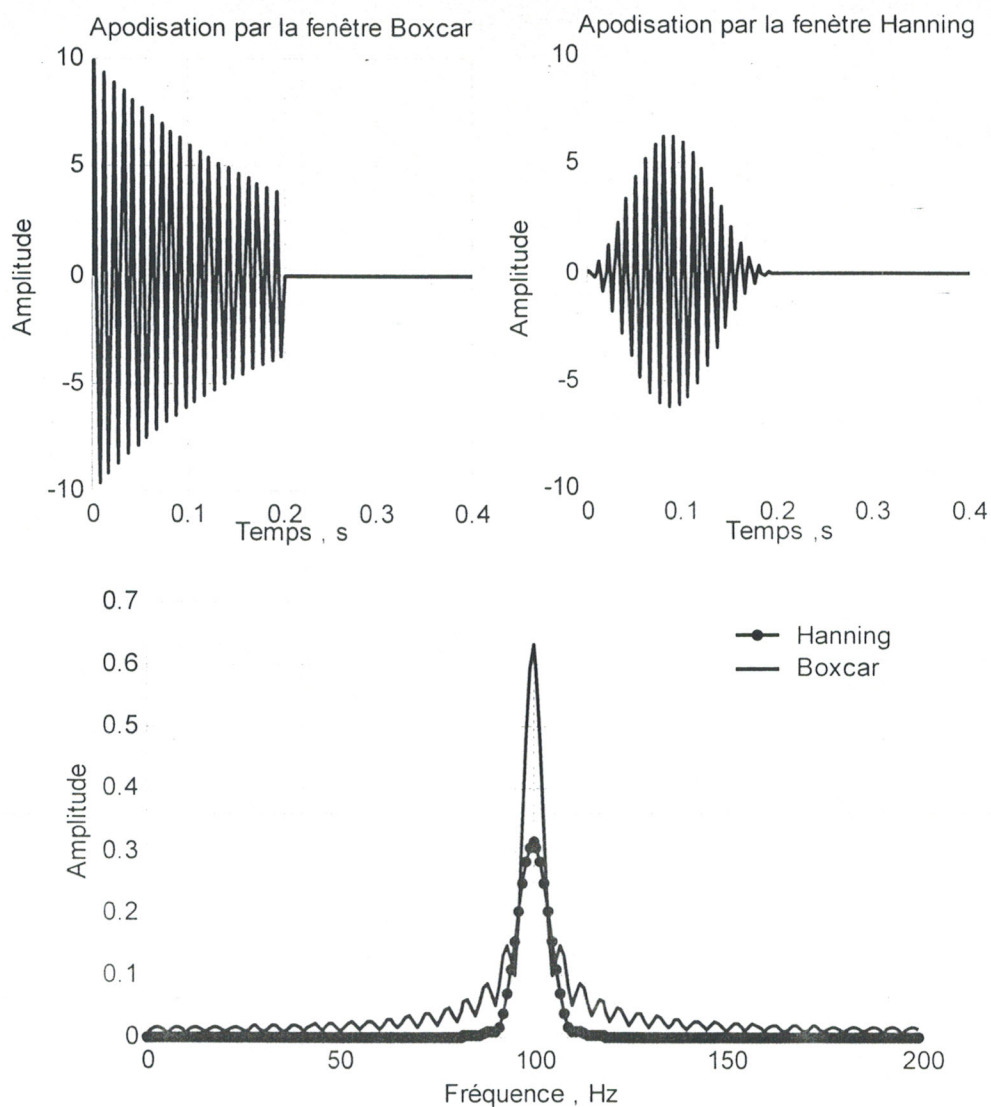 Apodisation par la fenêtre Boxcar
10
5
0
-5
-10
Amplitude
0 0.1 0.2 0.3 0.4
Temps , s
Apodisation par la fenètre Hanning
10
5
0
-5
-10
Amplitude
0 0.1 0.2 0.3 0.4
Temps ,s
0.7
0.6
0.5
0.4
0.3
0.2
0.1
0
Amplitude
Hanning
Boxcar
0 50 100 150 200
Fréquence , Hz